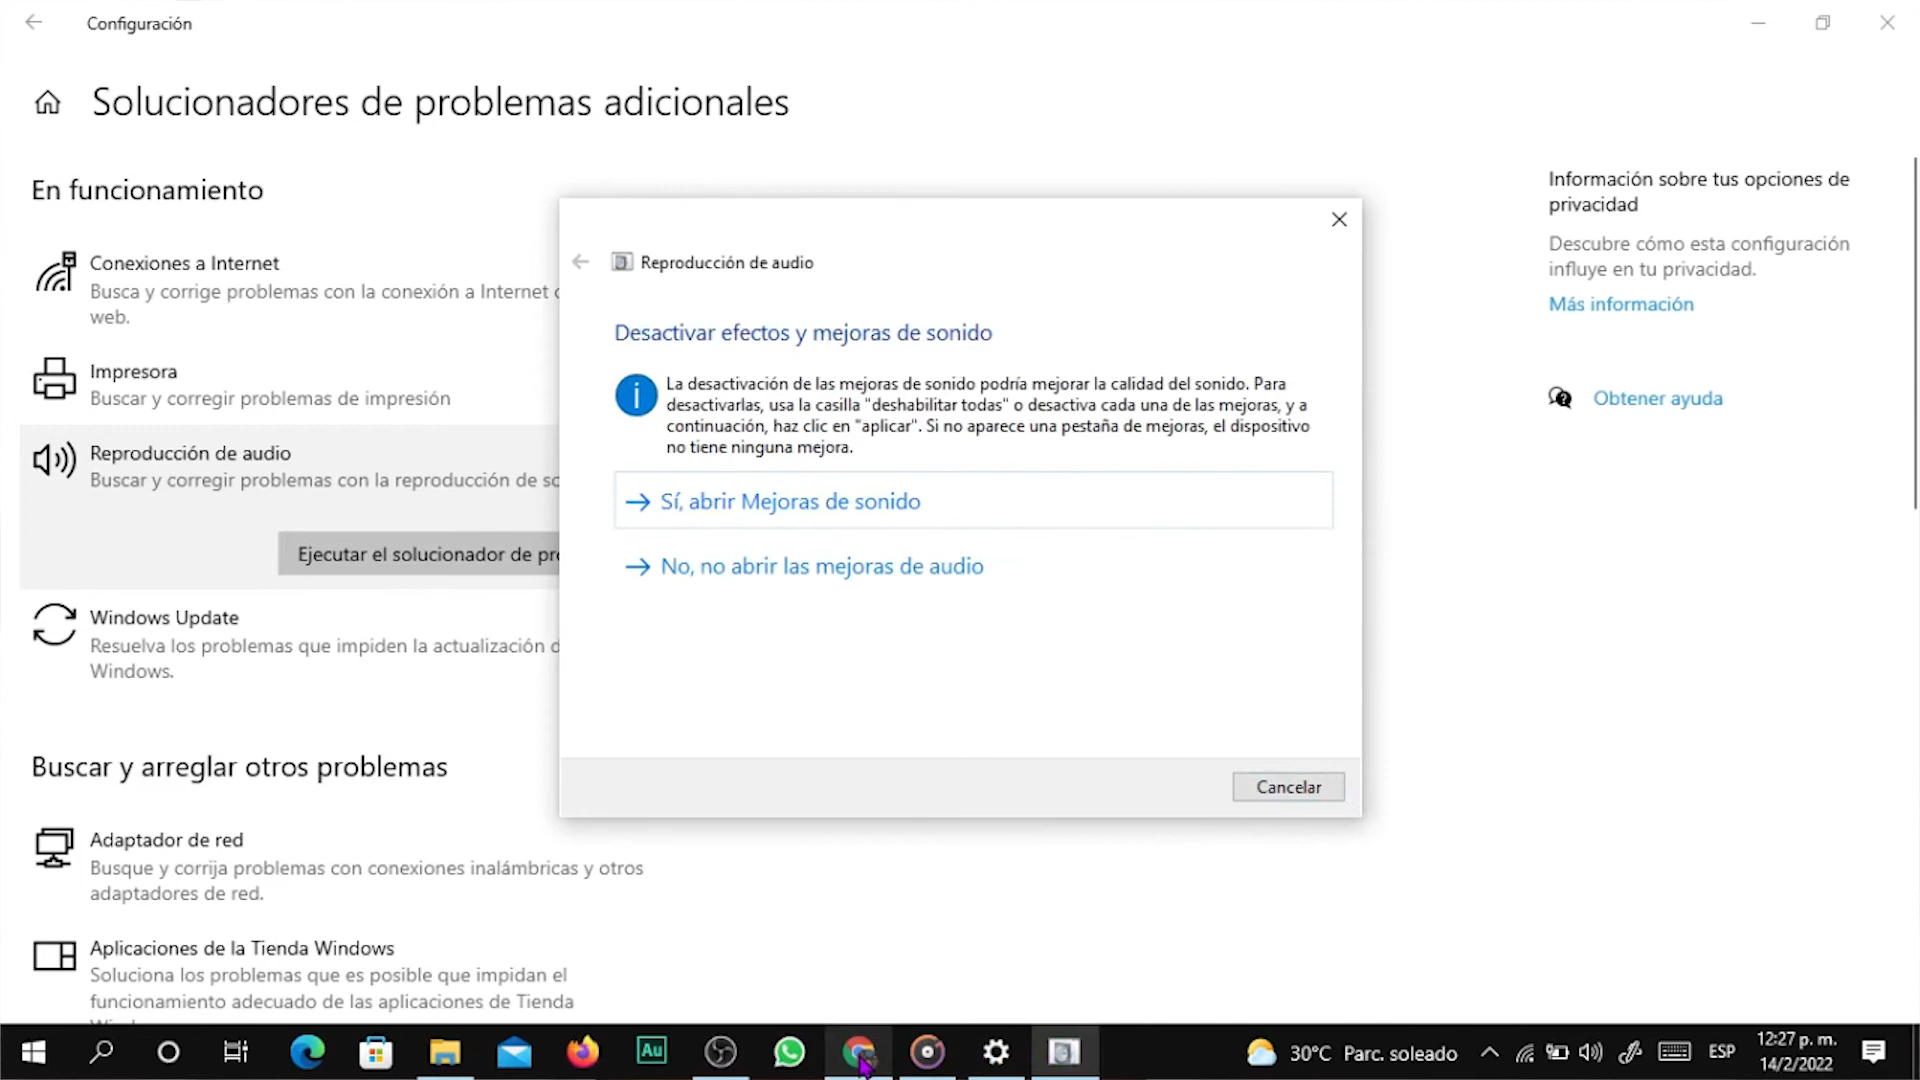 Configuración
Solucionadores de problemas adicionales
En funcionamiento
Conexiones a Internet
Busca y corrige problemas con la conexión a Internet
web.
Impresora
Buscar y corregir problemas de impresión
Reproducción de audio
Buscar y corregir problemas con la reproducción de
Ejecutar el solucionador de
Windows Update
Resuelva los problemas que impiden la actualización
Windows.
Buscar y arreglar otros problemas
Adaptador de red
Busque y corrija problemas con conexiones inalámbricas y otros
adaptadores de red.
Aplicaciones de la Tienda Windows
Soluciona los problemas que es posible que impidan el
funcionamiento adecuado de las aplicaciones de Tienda
Reproducción de audio
Desactivar efectos y mejoras de sonido
La desactivación de las mejoras de sonido podría mejorar la calidad del sonido. Para
desactivarlas, usa la casilla "deshabilitar todas" o desactiva cada una de las mejoras, y a
continuación, haz clic en "aplicar". Si no aparece una pestaña de mejoras, el dispositivo
no tiene ninguna mejora.
Sí, abrir Mejoras de sonido
No, no abrir las mejoras de audio
Cancelar
Información sobre tus opciones de
privacidad
Descubre cómo esta configuración
influye en tu privacidad.
Más información
Obtener ayuda
Au
30°C Parc. soleado
ESP
12:27 p. m.
14/2/2022